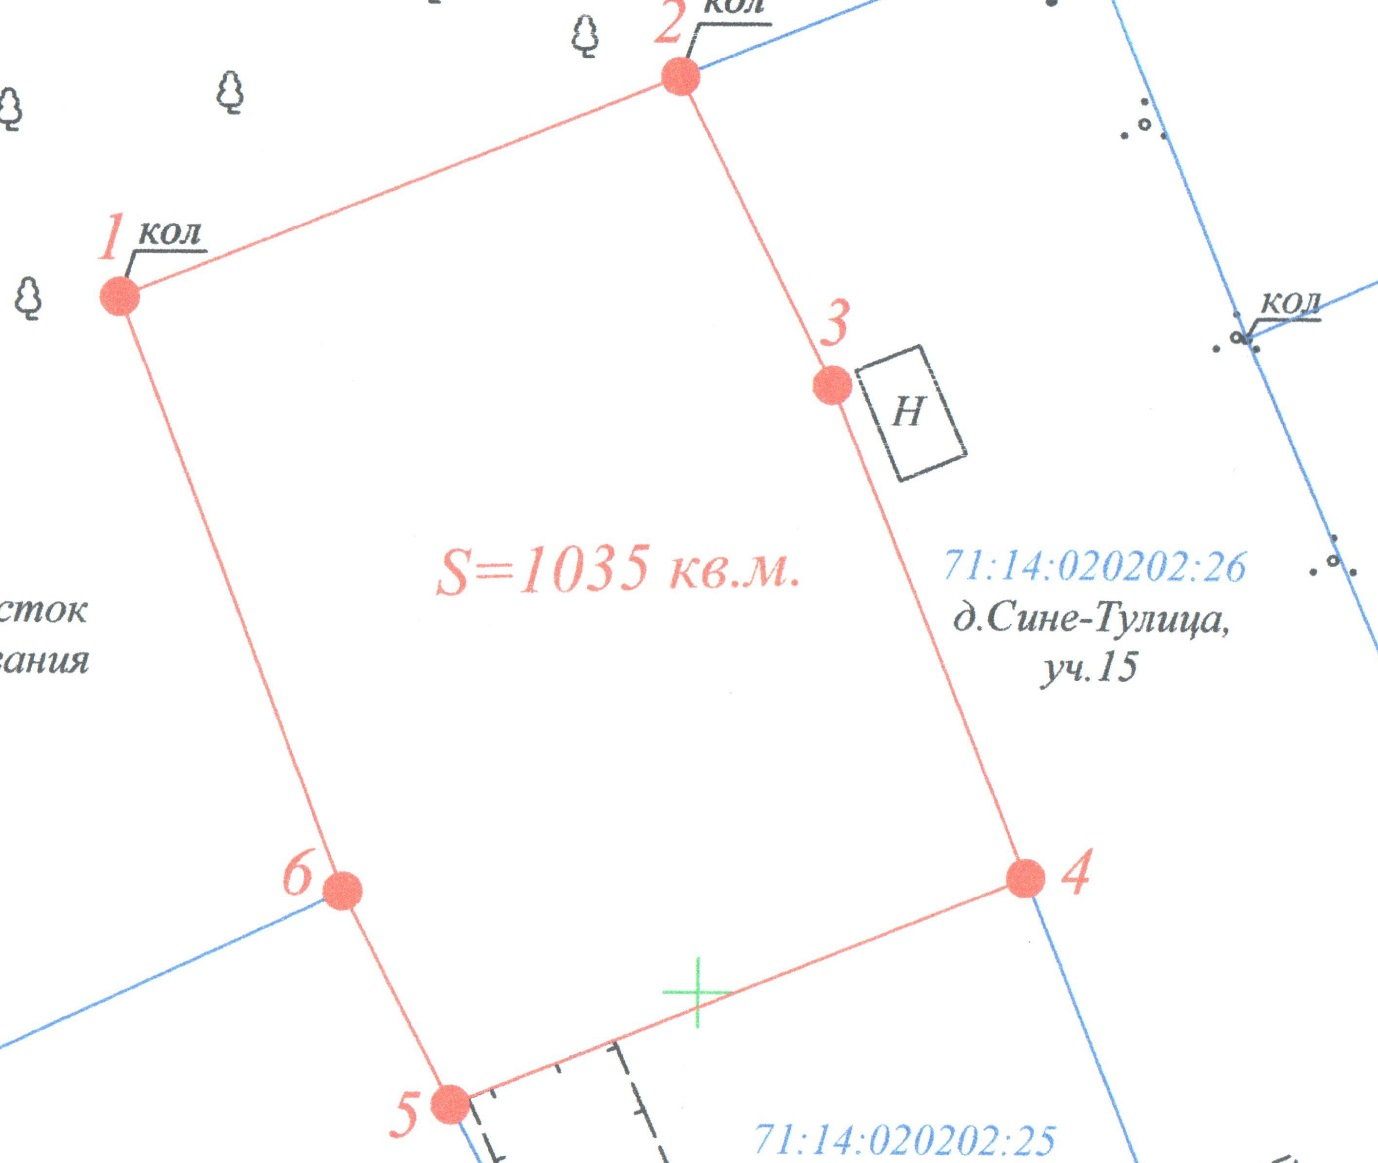 кол
2
1
кол
3
кол
Н
S=1035 кв.м.
71:14:020202:26
д.Сине-Тулица,
уч.15
сток
вания
6
4
5
71:14:020202:25